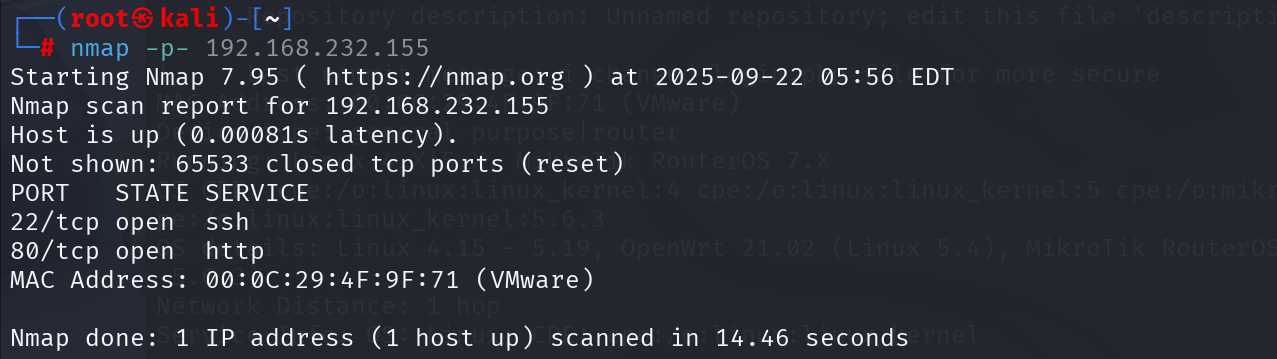 ┌──(root㉿kali)-[~]
└─# nmap -p- 192.168.232.155
Starting Nmap 7.95 ( https://nmap.org ) at 2025-09-22 05:56 EDT
Nmap scan report for 192.168.232.155
Host is up (0.00081s latency).
Not shown: 65533 closed tcp ports (reset)
PORT   STATE SERVICE
22/tcp open  ssh
80/tcp open  http
MAC Address: 00:0C:29:4F:9F:71 (VMware)
Nmap done: 1 IP address (1 host up) scanned in 14.46 seconds